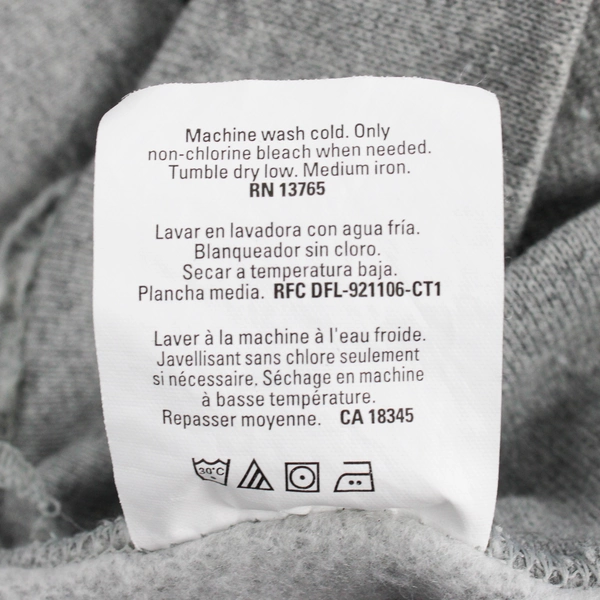 Machine wash cold. Only
non-chlorine bleach when needed.
Tumble dry low. Medium iron.
RN 13765
Lavar en lavadora con agua fría.
Blanqueador sin cloro.
Secar a temperatura baja.
Plancha media. RFC DFL-921106-CT1
Laver à la machine à l'eau froide.
Javellisant sans chlore seulement
si nécessaire. Séchage en machine
à basse température.
Repasser moyenne. CA 18345
30°C